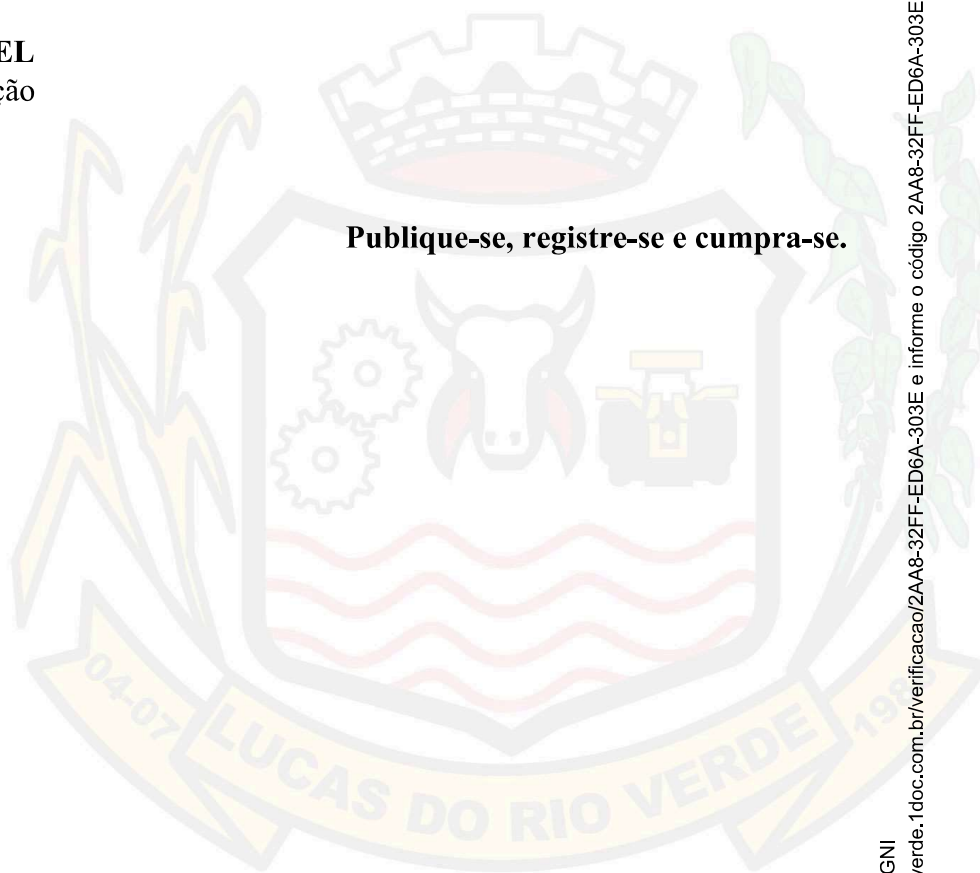 EL
ção
Publique-se, registre-se e cumpra-se.
04-07
LUCAS DO RIO VERDE
GNI
verde.1doc.com.br/verificacao/2AA8-32FF-ED6A-303E e informe o código 2AA8-32FF-ED6A-303E